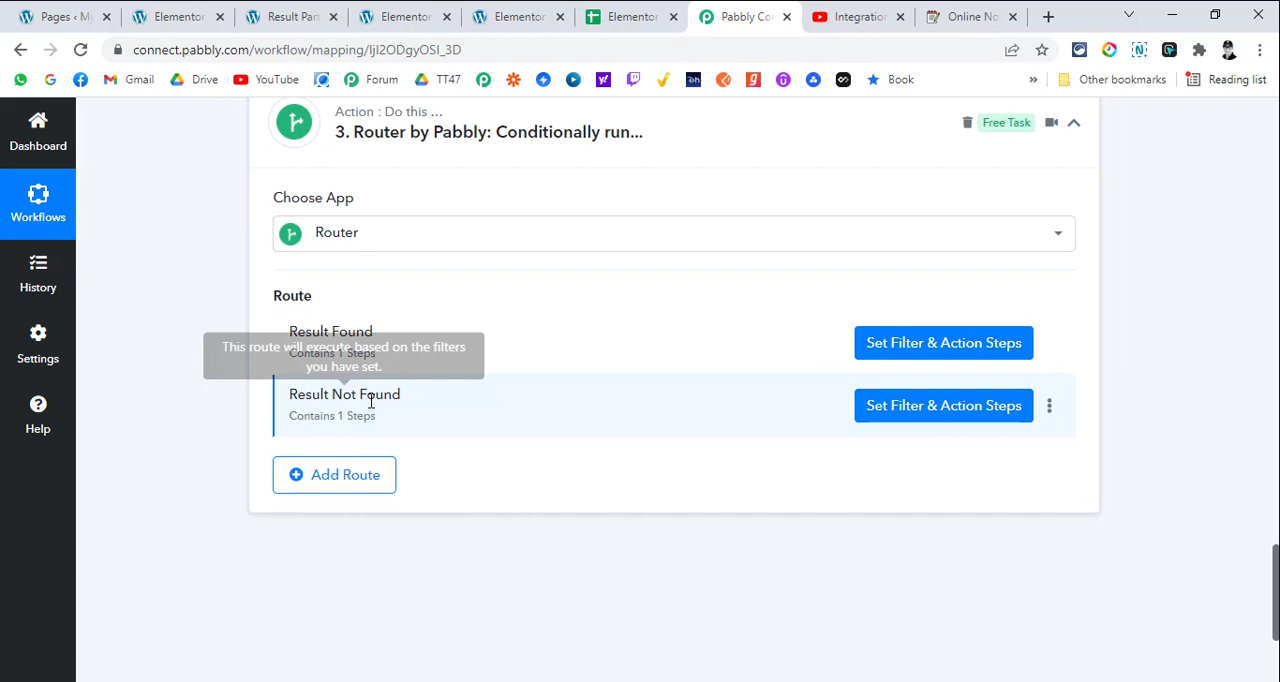 Pages ‹ My
Elementor
Result Part
Elementor
Elementor
Elementor
Pabbly Co
Integration
Online No
connect.pabbly.com/workflow/mapping/IjI2ODgyOSI_3D
Gmail
Drive
YouTube
Forum
TT47
Book
»
Other bookmarks
Reading list
Dashboard
Workflows
History
Settings
Help
Action : Do this ...
3. Router by Pabbly: Conditionally run...
Free Task
Choose App
Router
Route
Result Found
Contains 1 Steps
Set Filter & Action Steps
This route will execute based on the filters
you have set.
Result Not Found
Contains 1 Steps
Set Filter & Action Steps
Add Route